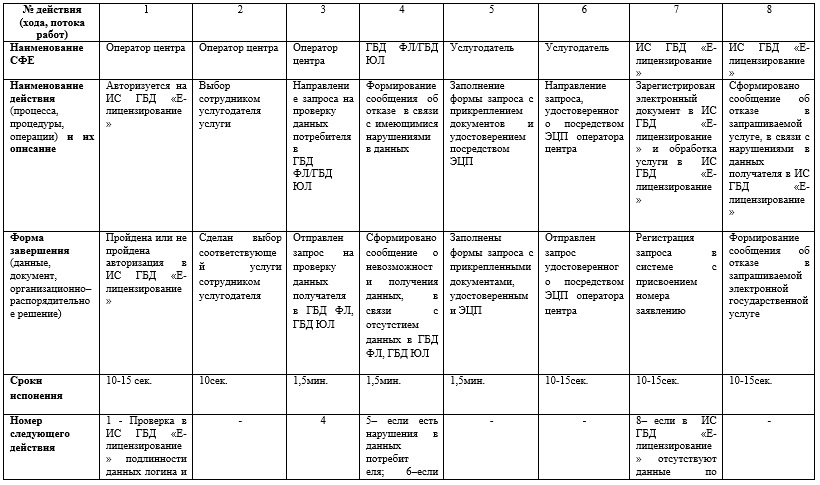 № действия
(хода, потока
работ)
1
2
3
4
5
6
7
8
Наименование
СФЕ
Оператор центра
Оператор центра
Оператор
центра
ГБД ФЛ/ГБД
ЮЛ
Услугодатель
Услугодатель
ИС ГБД «Е-
лицензирование
»
ИС ГБД «Е-
лицензирование
»
Наименование
действия
(процесса,
процедуры,
операции) и их
описание
Авторизуется на
ИС ГБД «Е-
лицензирование
»
Выбор
сотрудником
услугодателя
услуги
Направлени
е запроса на
проверку
данных
потребителя
в
ГБД
ФЛ/ГБД
ЮЛ
Формирование
сообщения об
отказе в связи
с имеющимися
нарушениями
в данных
Заполнение
формы запроса с
прикреплением
документов и
удостоверением
посредством
ЭЦП
Направление
запроса,
удостоверенног
о посредством
ЭЦП оператора
центра
Зарегистрирован
электронный
документ в ИС
ГБД «Е-
лицензирование
» и обработка
услуги в ИС
ГБД «Е-
лицензирование
»
Сформировано
сообщение об
отказе в
запрашиваемой
услуге, в связи с
нарушениями в
данных
получателя в ИС
ГБД «Е-
лицензирование
»
Форма
завершения
(данные,
документ,
организационно–
распорядительно
е решение)
Пройдена или не
пройдена
авторизация в
ИС ГБД «Е-
лицензирование
»
Сделан выбор
соответствующе
й услуги
сотрудником
услугодателя
Отправлен
запрос на
проверку
данных
получателя
в ГБД ФЛ,
ГБД ЮЛ
Сформировано
сообщение о
невозможност
и получения
данных, в
связи с
отсутстием
данных в ГБД
ФЛ, ГБД ЮЛ
Заполнены
формы запроса с
прикрепленными
документами,
удостоверенным
и ЭЦП
Отправлен
запрос
удостоверенног
о посредством
ЭЦП оператора
центра
Регистрация
запроса в
системе с
присвоением
номера
заявлению
Формирование
сообщения об
отказе в
запрашиваемой
электронной
государственной
услуге
Сроки
испонения
10-15 сек.
10сек.
1,5мин.
1,5мин.
1,5мин.
10-15сек.
10-15сек.
10-15сек.
Номер
следующего
действия
1 - Проверка в
ИС ГБД «Е-
лицензирование
» подлинности
данных логина и
-
4
5– если есть
нарушения в
данных
потребит
еля; 6–если
-
-
8– если в ИС
ГБД «Е-
лицензирование
» отсутствуют
данные по
-